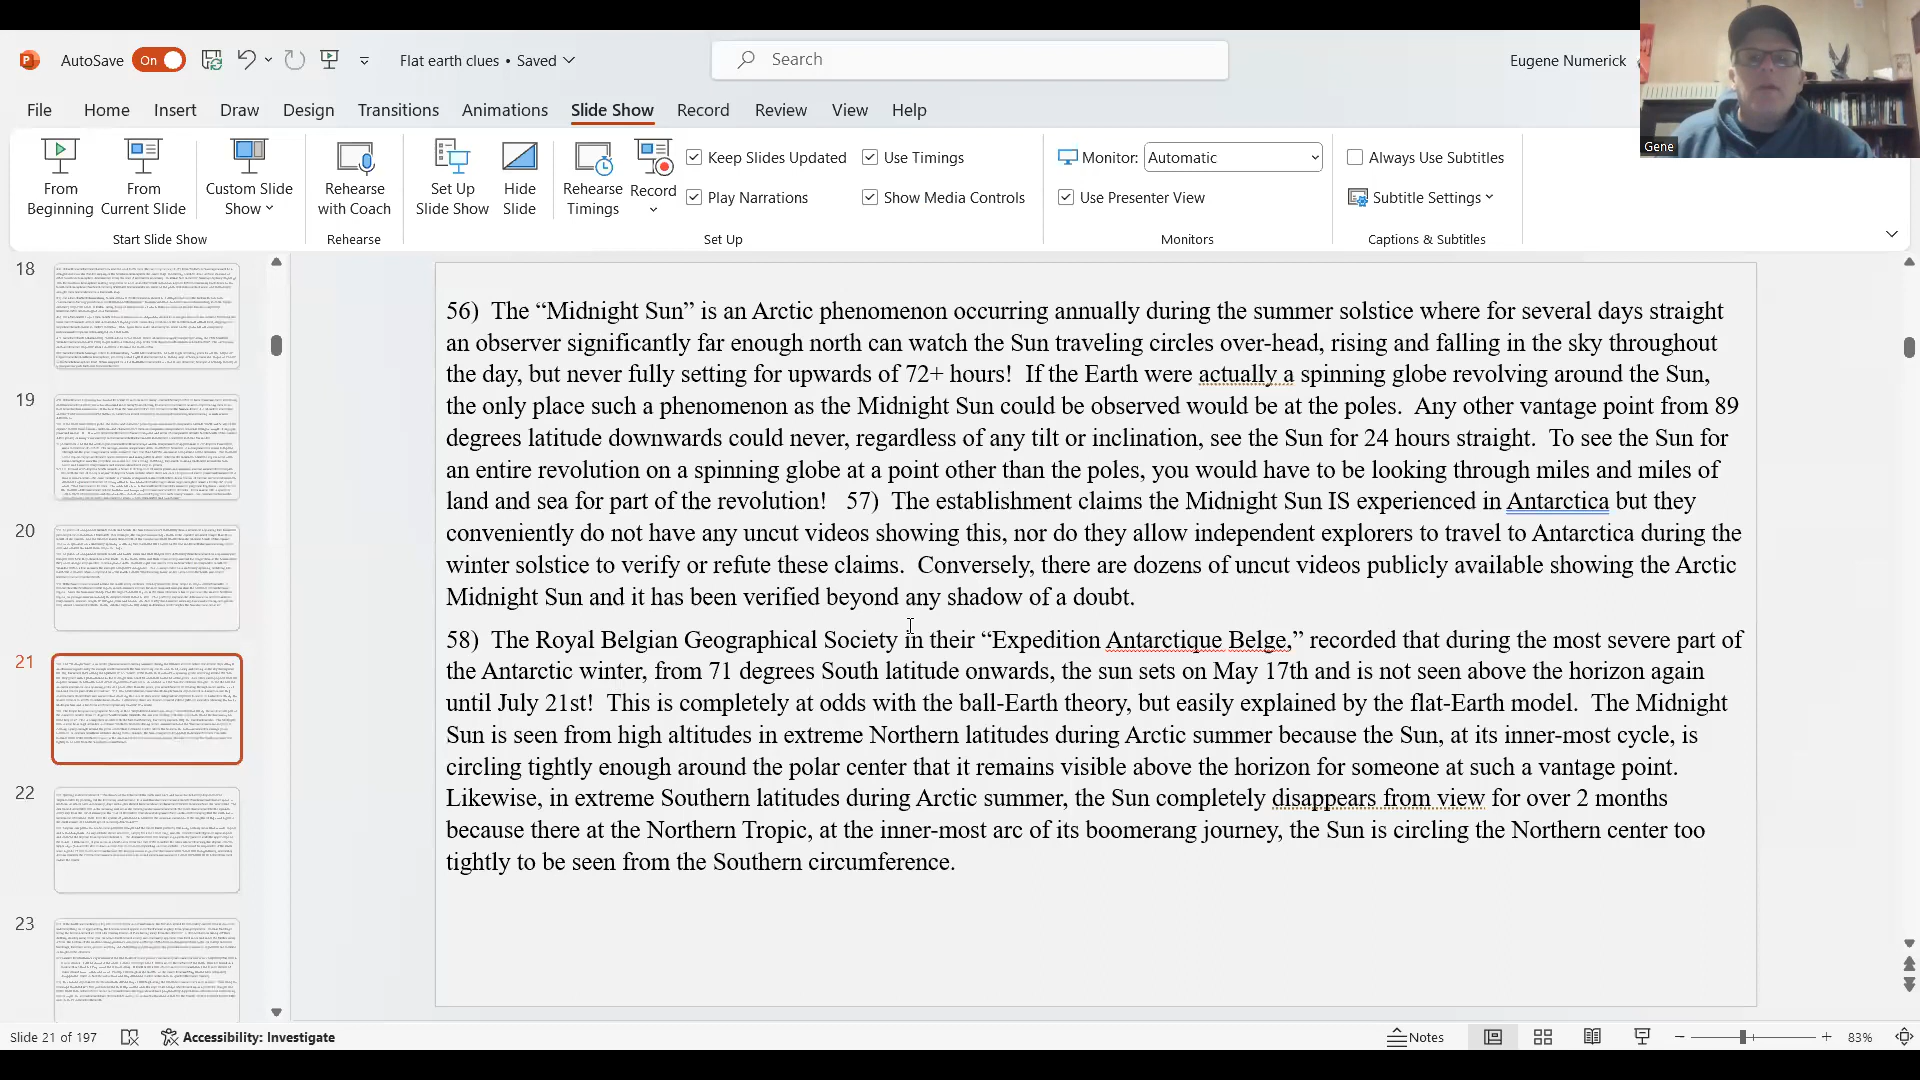 AutoSave On Flat earth clues • Saved Search Eugene Numerick
File Home Insert Draw Design Transitions Animations Slide Show Record Review View Help
Gene
From Beginning
From Current Slide
Custom Slide Show
Start Slide Show
Rehearse with Coach
Rehearse
Set Up Slide Show
Hide Slide
Rehearse Timings
Record
Keep Slides Updated
Play Narrations
Use Timings
Show Media Controls
Set Up
Monitor: Automatic
Use Presenter View
Monitors
Always Use Subtitles
Subtitle Settings
Captions & Subtitles
18
19
20
21
22
23
56) The “Midnight Sun” is an Arctic phenomenon occurring annually during the summer solstice where for several days straight
an observer significantly far enough north can watch the Sun traveling circles over-head, rising and falling in the sky throughout
the day, but never fully setting for upwards of 72+ hours! If the Earth were actually a spinning globe revolving around the Sun,
the only place such a phenomenon as the Midnight Sun could be observed would be at the poles. Any other vantage point from 89
degrees latitude downwards could never, regardless of any tilt or inclination, see the Sun for 24 hours straight. To see the Sun for
an entire revolution on a spinning globe at a point other than the poles, you would have to be looking through miles and miles of
land and sea for part of the revolution! 57) The establishment claims the Midnight Sun IS experienced in Antarctica but they
conveniently do not have any uncut videos showing this, nor do they allow independent explorers to travel to Antarctica during the
winter solstice to verify or refute these claims. Conversely, there are dozens of uncut videos publicly available showing the Arctic
Midnight Sun and it has been verified beyond any shadow of a doubt.
58) The Royal Belgian Geographical Society in their “Expedition Antarctique Belge,” recorded that during the most severe part of
the Antarctic winter, from 71 degrees South latitude onwards, the sun sets on May 17th and is not seen above the horizon again
until July 21st! This is completely at odds with the ball-Earth theory, but easily explained by the flat-Earth model. The Midnight
Sun is seen from high altitudes in extreme Northern latitudes during Arctic summer because the Sun, at its inner-most cycle, is
circling tightly enough around the polar center that it remains visible above the horizon for someone at such a vantage point.
Likewise, in extreme Southern latitudes during Arctic summer, the Sun completely disappears from view for over 2 months
because there at the Northern Tropic, at the inner-most arc of its boomerang journey, the Sun is circling the Northern center too
tightly to be seen from the Southern circumference.
Slide 21 of 197 Accessibility: Investigate Notes 83%